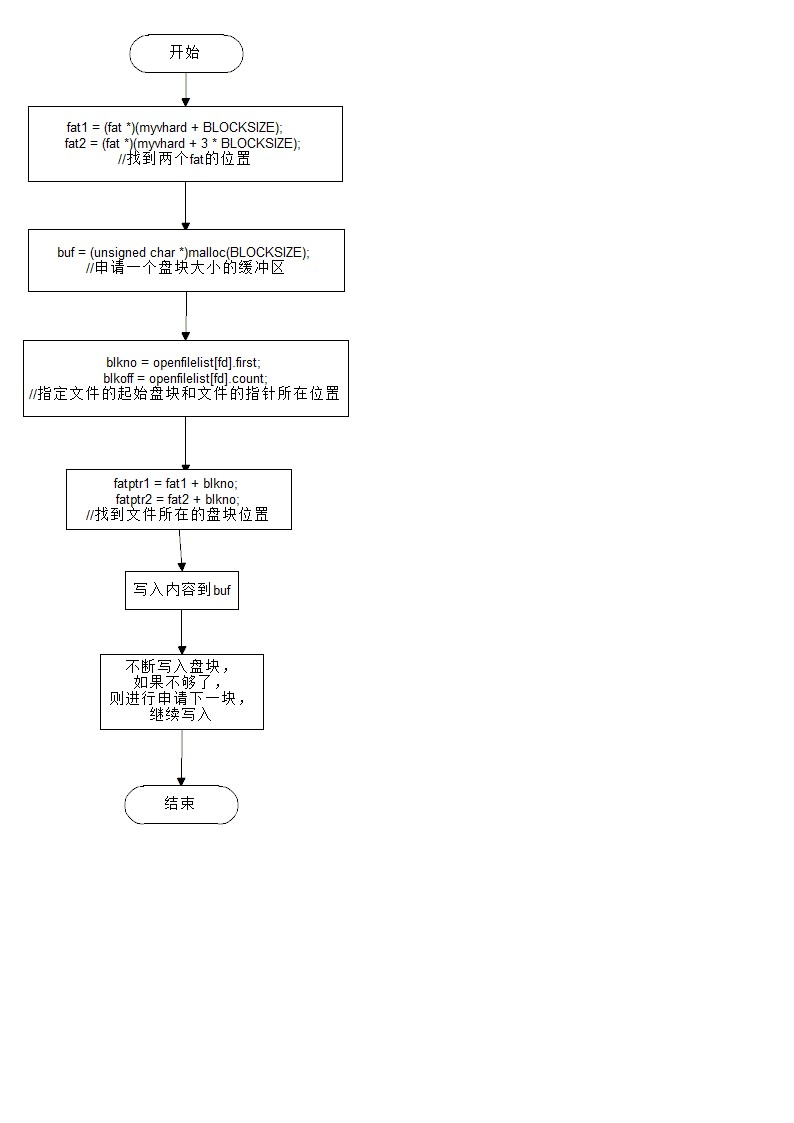 开始
fat1 = (fat *)(myvhard + BLOCKSIZE);
fat2 = (fat *)(myvhard + 3 * BLOCKSIZE);
//找到两个fat的位置
buf = (unsigned char *)malloc(BLOCKSIZE);
//申请一个盘块大小的缓冲区
blkno = openfilelist[fd].first;
blkoff = openfilelist[fd].count;
//指定文件的起始盘块和文件的指针所在位置
fatptr1 = fat1 + blkno;
fatptr2 = fat2 + blkno;
//找到文件所在的盘块位置
写入内容到buf
不断写入盘块，
如果不够了，
则进行申请下一块，
继续写入
结束